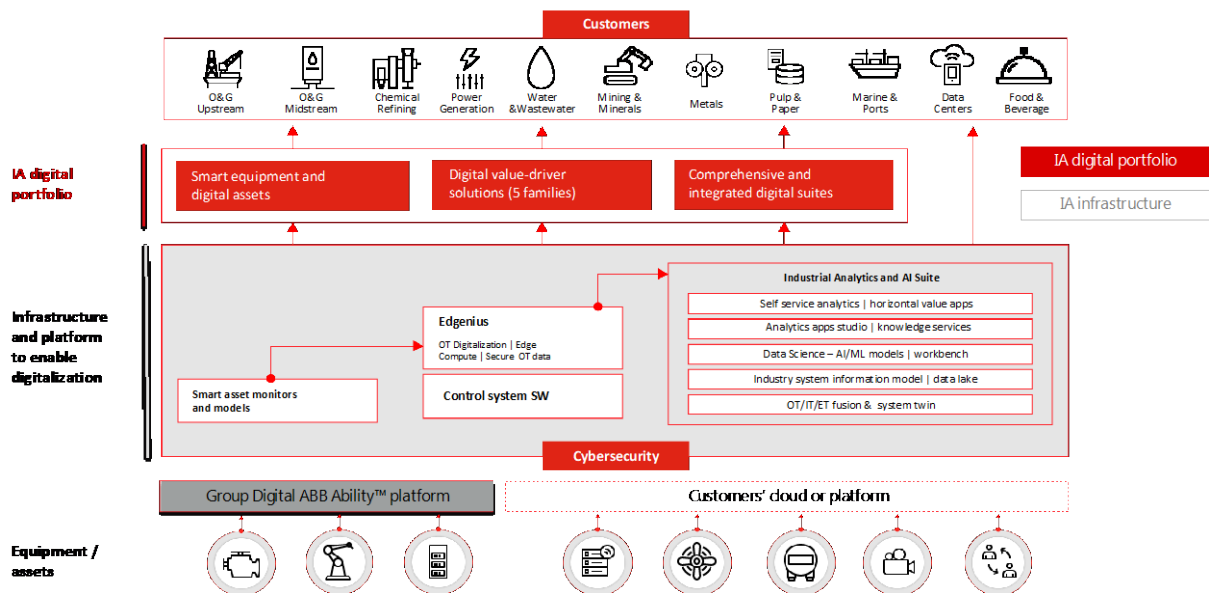 Customers
O&G
Upstream
O&G
Midstream
Chemical
Refining
Power
Generation
Water
&Wastewater
Mining &
Minerals
Metals
Pulp &
Paper
Marine &
Ports
Data
Centers
Food &
Beverage
IA digital
portfolio
Smart equipment and
digital assets
Digital value-driver
solutions (5 families)
Comprehensive and
integrated digital suites
IA digital portfolio
IA infrastructure
Infrastructure
and platform
to enable
digitalization
Smart asset monitors
and models
Edgenius
OT Digitalization | Edge
Compute | Secure OT data
Control system SW
Industrial Analytics and AI Suite
Self service analytics | horizontal value apps
Analytics apps studio | knowledge services
Data Science – AI/ML models | workbench
Industry system information model | data lake
OT/IT/ET fusion & system twin
Cybersecurity
Group Digital ABB Ability™ platform
Customers' cloud or platform
Equipment /
assets